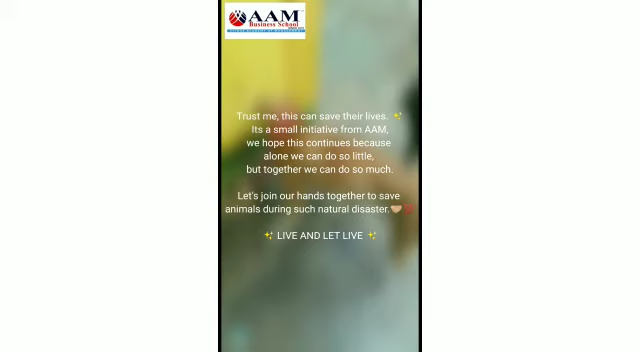 AAM
Business School
Trust me, this can save their lives. ✨
Its a small initiative from AAM,
we hope this continues because
alone we can do so little,
but together we can do so much.
Let's join our hands together to save
animals during such natural disaster.
✨ LIVE AND LET LIVE ✨